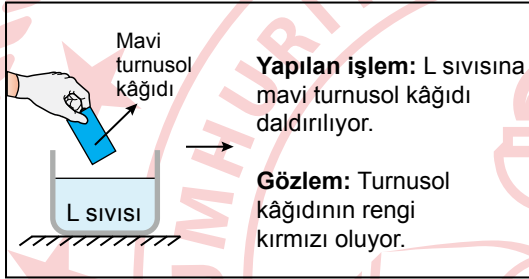 Mavi
turnusol
kâğıdı
L sıvısı
Yapılan işlem: L sıvısına
mavi turnusol kâğıdı
daldırılıyor.
Gözlem: Turnusol
kâğıdının rengi
kırmızı oluyor.